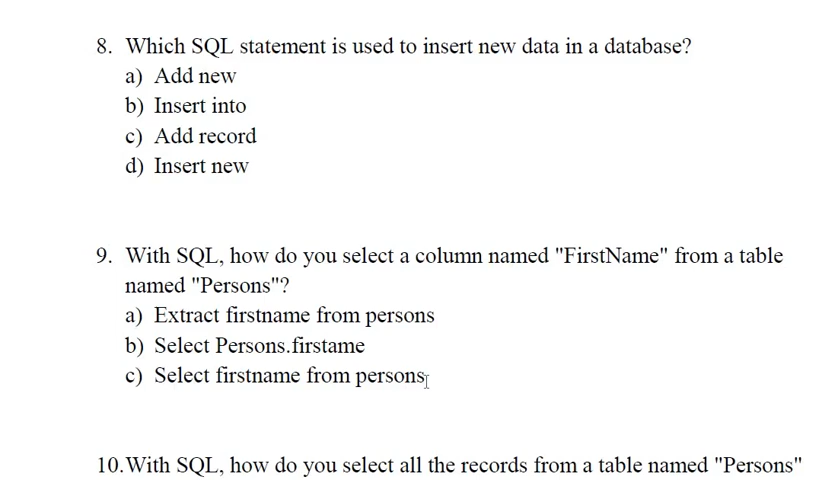 8. Which SQL statement is used to insert new data in a database?
a) Add new
b) Insert into
c) Add record
d) Insert new
9. With SQL, how do you select a column named "FirstName" from a table
named "Persons"?
a) Extract firstname from persons
b) Select Persons.firstame
c) Select firstname from persons
10.With SQL, how do you select all the records from a table named "Persons"